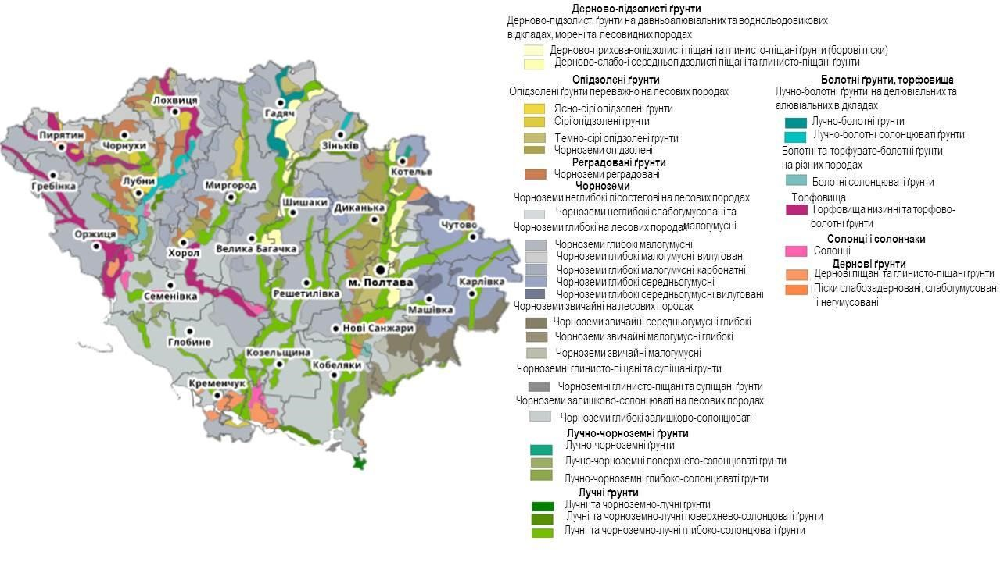 Лохвиця
Гадяч
Пирятин
Чорнухи
Зіньків
Гребінка
Лубни
Миргород
Котельв
Шишаки
Диканька
Чутово
Оржиця
Хорол
Велика Багачка
м. Полтава
Карлівка
Семенівка
Решетилівка
Машівка
Глобине
Нові Санжари
Козельщина
Кобеляки
Кременчук
Дерново-підзолисті ґрунти
Дерново-підзолисті ґрунти на давньоалювіальних та воднольодовикових
відкладах, морені та лесовидних породах
Дерново-прихованопідзолисті піщані та глинисто-піщані ґрунти (борові піски)
Дерново-слабо-і середньопідзолисті піщані та глинисто-піщані ґрунти
Опідзолені ґрунти
Опідзолені ґрунти переважно на лесових породах
Ясно-сірі опідзолені ґрунти
Сірі опідзолені ґрунти
Темно-сірі опідзолені ґрунти
Чорноземи опідзолені
Реградовані ґрунти
Чорноземи реградовані
Чорноземи
Чорноземи неглибокі лісостепові на лесових породах
Чорноземи неглибокі слабогумусовані та
малогумусні
Чорноземи глибокі на лесових породах
Чорноземи глибокі малогумусні
Чорноземи глибокі малогумусні вилуговані
Чорноземи глибокі малогумусні карбонатні
Чорноземи глибокі середньогумусні
Чорноземи глибокі середньогумусні вилуговані
Чорноземи звичайні на лесових породах
Чорноземи звичайні середньогумусні глибокі
Чорноземи звичайні малогумусні глибокі
Чорноземи звичайні малогумусні
Чорноземні глинисто-піщані та супіщані ґрунти
Чорноземні глинисто-піщані та супіщані ґрунти
Чорноземи залишково-солонцюваті на лесових породах
Чорноземи глибокі залишково-солонцюваті
Лучно-чорноземні ґрунти
Лучно-чорноземні ґрунти
Лучно-чорноземні поверхнево-солонцюваті ґрунти
Лучно-чорноземні глибоко-солонцюваті ґрунти
Лучні ґрунти
Лучні та чорноземно-лучні ґрунти
Лучні та чорноземно-лучні поверхнево-солонцоваті ґрунти
Лучні та чорноземно-лучні глибоко-солонцюваті ґрунти
Болотні ґрунти, торфовища
Лучно-болотні ґрунти на делювіальних та
алювіальних відкладах
Лучно-болотні ґрунти
Лучно-болотні солонцюваті ґрунти
Болотні та торфувато-болотні ґрунти
на різних породах
Болотні солонцюваті ґрунти
Торфовища
Торфовища низинні та торфово-
болотні ґрунти
Солонці і солончаки
Солонці
Дернові ґрунти
Дернові піщані та глинисто-піщані ґрунти
Піски слабозадерновані, слабогумусовані
і негумусовані